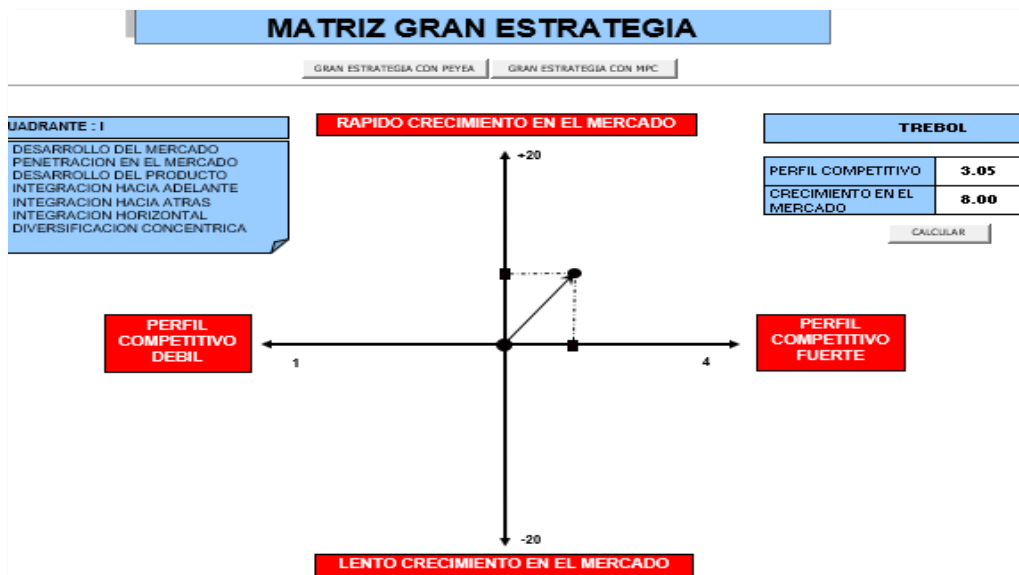 MATRIZ GRAN ESTRATEGIA
GRAN ESTRATEGIA CON PEYEA
GRAN ESTRATEGIA CON MPC
UADRANTE : I
DESARROLLO DEL MERCADO
PENETRACION EN EL MERCADO
DESARROLLO DEL PRODUCTO
INTEGRACION HACIA ADELANTE
INTEGRACION HACIA ATRAS
INTEGRACION HORIZONTAL
DIVERSIFICACION CONCENTRICA
RAPIDO CRECIMIENTO EN EL MERCADO
+20
TREBOL
PERFIL COMPETITIVO 3.05
CRECIMIENTO EN EL
MERCADO 8.00
CALCULAR
PERFIL
COMPETITIVO
DEBIL
1
4
PERFIL
COMPETITIVO
FUERTE
-20
LENTO CRECIMIENTO EN EL MERCADO